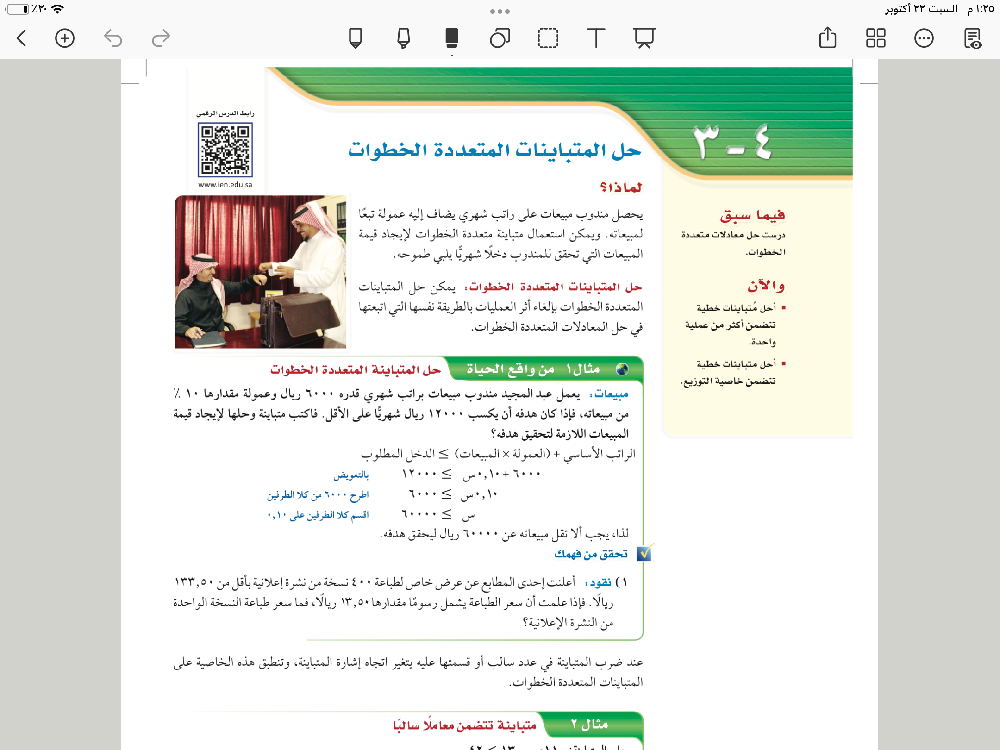 ١:٢٥ م السبت ٢٢ أكتوبر
٪٢٠
رابط الدرس الرقمي
www.ien.edu.sa
٣-٤
حل المتباينات المتعددة الخطوات
فيما سبق
درست حل معادلات متعددة
الخطوات.
والآن
▪ أحل مُتباينات خطية
تتضمن أكثر من عملية
واحدة.
▪ أحل متباينات خطية
تتضمن خاصية التوزيع.
لماذا؟
يحصل مندوب مبيعات على راتب شهري يضاف إليه عمولة تبعًا
لمبيعاته. ويمكن استعمال متباينة متعددة الخطوات لإيجاد قيمة
المبيعات التي تحقق للمندوب دخلًا شهريًّا يلبي طموحه.
حل المتباينات المتعددة الخطوات: يمكن حل المتباينات
المتعددة الخطوات بإلغاء أثر العمليات بالطريقة نفسها التي اتبعتها
في حل المعادلات المتعددة الخطوات.
مثال ١ من واقع الحياة حل المتباينة المتعددة الخطوات
مبيعات: يعمل عبد المجيد مندوب مبيعات براتب شهري قدره ٦٠٠٠ ريال وعمولة مقدارها ١٠ ٪
من مبيعاته، فإذا كان هدفه أن يكسب ١٢٠٠٠ ريال شهريًّا على الأقل. فاكتب متباينة وحلها لإيجاد قيمة
المبيعات اللازمة لتحقيق هدفه؟
الراتب الأساسي + (العمولة × المبيعات) ≤ الدخل المطلوب
٦٠٠٠ + ٠,١٠س ≤ ١٢٠٠٠ بالتعويض
٠,١٠س ≤ ٦٠٠٠ اطرح ٦٠٠٠ من كلا الطرفين
س ≤ ٦٠٠٠٠ اقسم كلا الطرفين على ٠,١٠
لذا، يجب ألا تقل مبيعاته عن ٦٠٠٠٠ ريال ليحقق هدفه.
تحقق من فهمك
١) نقود: أعلنت إحدى المطابع عن عرض خاص لطباعة ٤٠٠ نسخة من نشرة إعلانية بأقل من ١٣٣,٥٠
ريالًا. فإذا علمت أن سعر الطباعة يشمل رسومًا مقدارها ١٣,٥٠ ريالًا، فما سعر طباعة النسخة الواحدة
من النشرة الإعلانية؟
عند ضرب المتباينة في عدد سالب أو قسمتها عليه يتغير اتجاه إشارة المتباينة، وتنطبق هذه الخاصية على
المتباينات المتعددة الخطوات.
مثال ٢ متباينة تتضمن معاملًا سالبًا